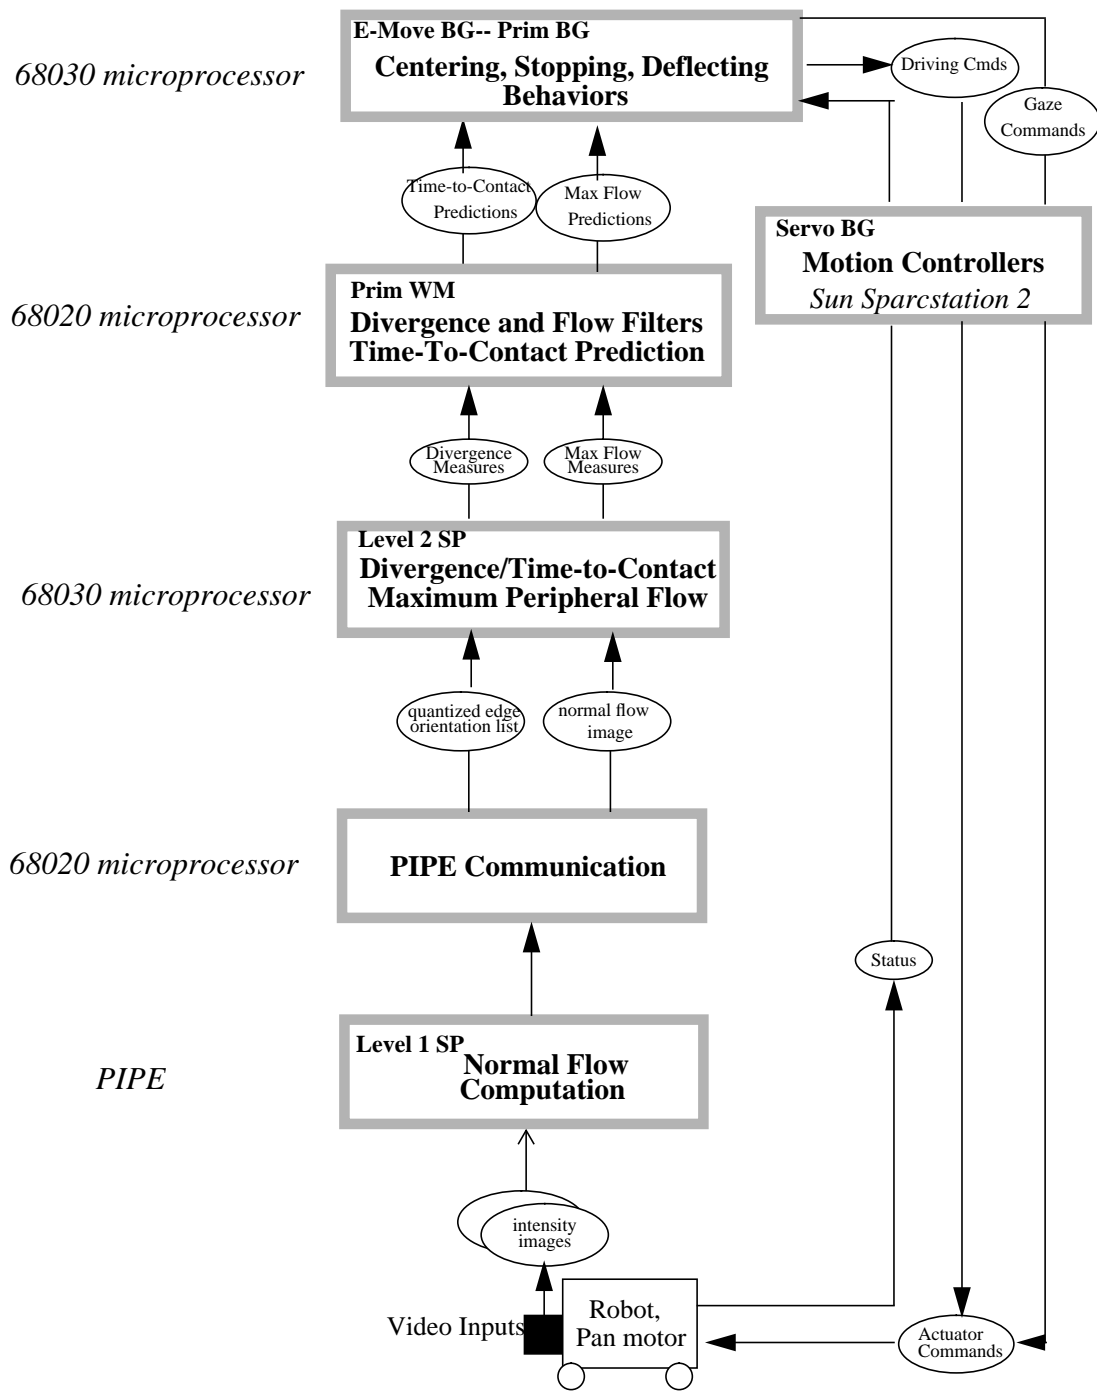 E-Move BG-- Prim BG
68030 microprocessor
Centering, Stopping, Deflecting
Behaviors
Driving Cmds
Gaze
Commands
Time-to-Contact
Predictions
Max Flow
Predictions
Servo BG
Motion Controllers
Sun Sparcstation 2
68020 microprocessor
Prim WM
Divergence and Flow Filters
Time-To-Contact Prediction
Divergence
Measures
Max Flow
Measures
68030 microprocessor
Level 2 SP
Divergence/Time-to-Contact
Maximum Peripheral Flow
quantized edge
orientation list
normal flow
image
68020 microprocessor
PIPE Communication
Status
PIPE
Level 1 SP
Normal Flow
Computation
intensity
images
Video Inputs
Robot,
Pan motor
Actuator
Commands